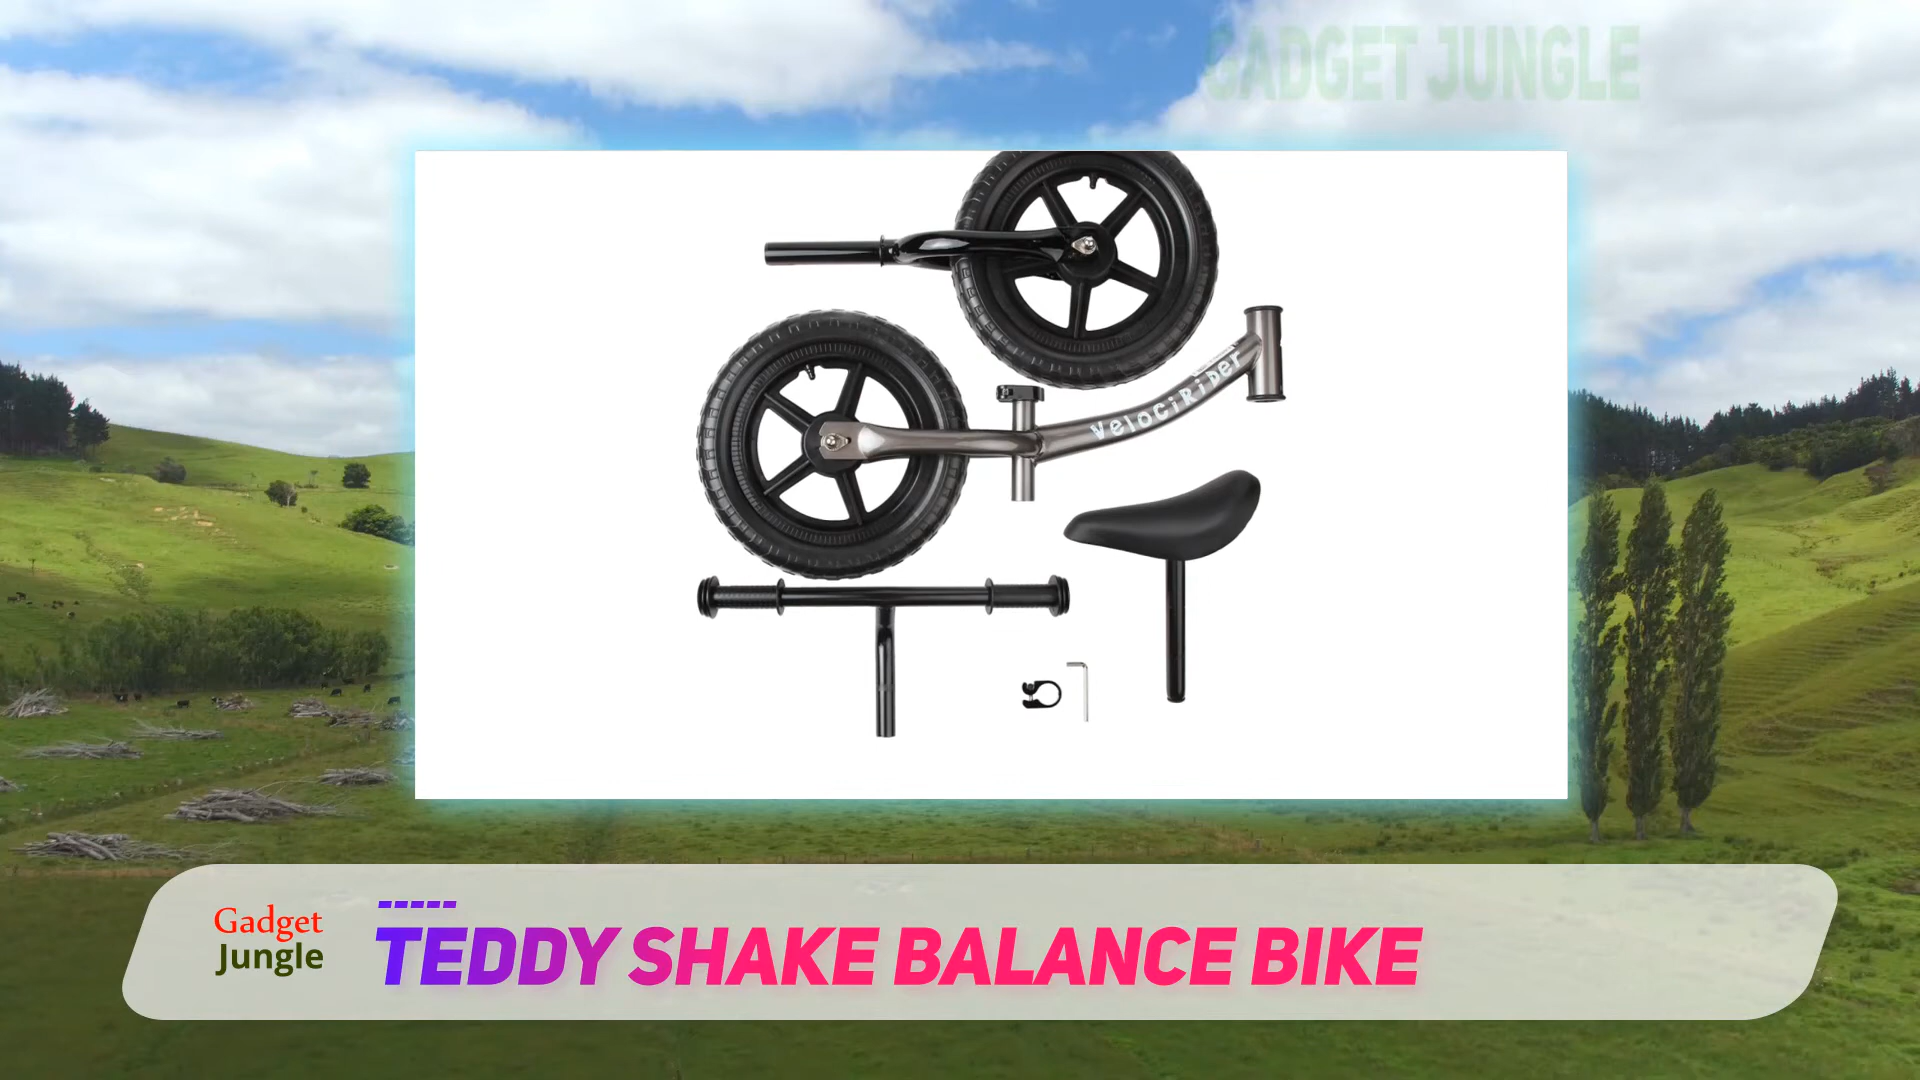 GADGET JUNGLE
VelociRider
Gadget
Jungle
TEDDY SHAKE BALANCE BIKE